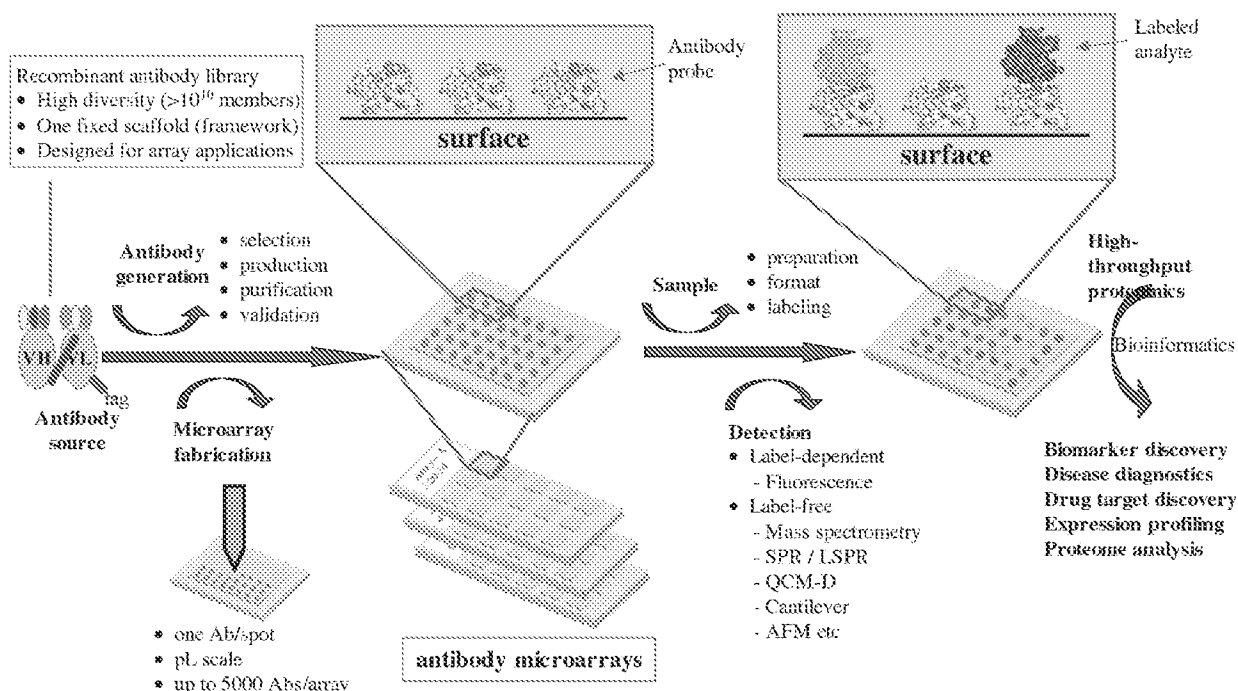 Recombinant antibody library
• High diversity (>10¹⁰ members)
• One fixed scaffold (framework)
• Designed for array applications
Antibody
probe
surface
Labeled
analyte
surface
Antibody
generation
• selection
• production
• purification
• validation
Sample
• preparation
• format
• labeling
High-
throughput
proteomics
Bioinformatics
VH VL
tag
Antibody
source
Microarray
fabrication
Detection
• Label-dependent
- Fluorescence
• Label-free
- Mass spectrometry
- SPR / LSPR
- QCM-D
- Cantilever
- AFM etc
Biomarker discovery
Disease diagnostics
Drug target discovery
Expression profiling
Proteome analysis
• one Ab/spot
• pL scale
• up to 5000 Abs/array
antibody microarrays